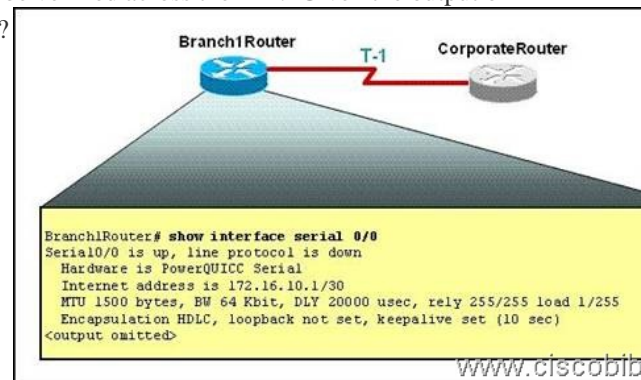 ?
Branch1Router
T-1
CorporateRouter
Branch1Router# show interface serial 0/0
Serial0/0 is up, line protocol is down
Hardware is PowerQUICC Serial
Internet address is 172.16.10.1/30
MTU 1500 bytes, BW 64 Kbit, DLY 20000 usec, rely 255/255 load 1/255
Encapsulation HDLC, loopback not set, keepalive set (10 sec)
<output omitted>
www.ciscobib